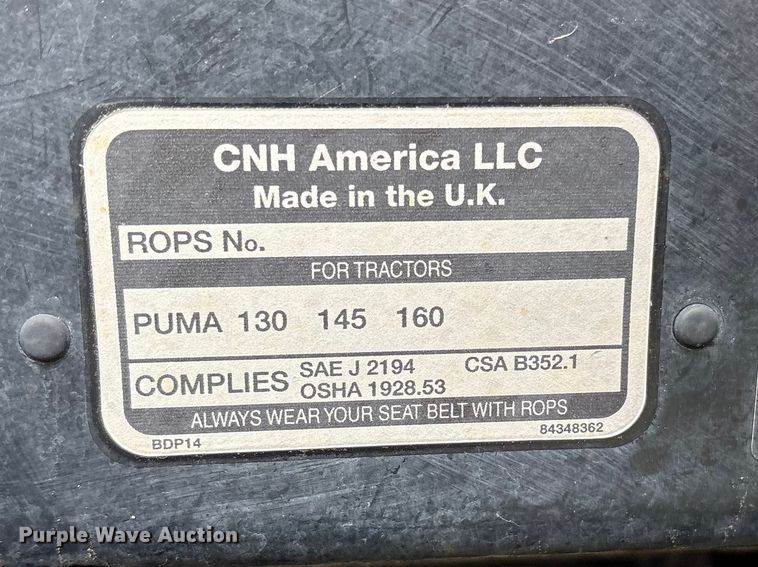 CNH America LLC
Made in the U.K.
ROPS No.
FOR TRACTORS
PUMA 130 145 160
COMPLIES SAE J 2194 CSA B352.1
OSHA 1928.53
ALWAYS WEAR YOUR SEAT BELT WITH ROPS
BDP14 84348362
Purple Wave Auction